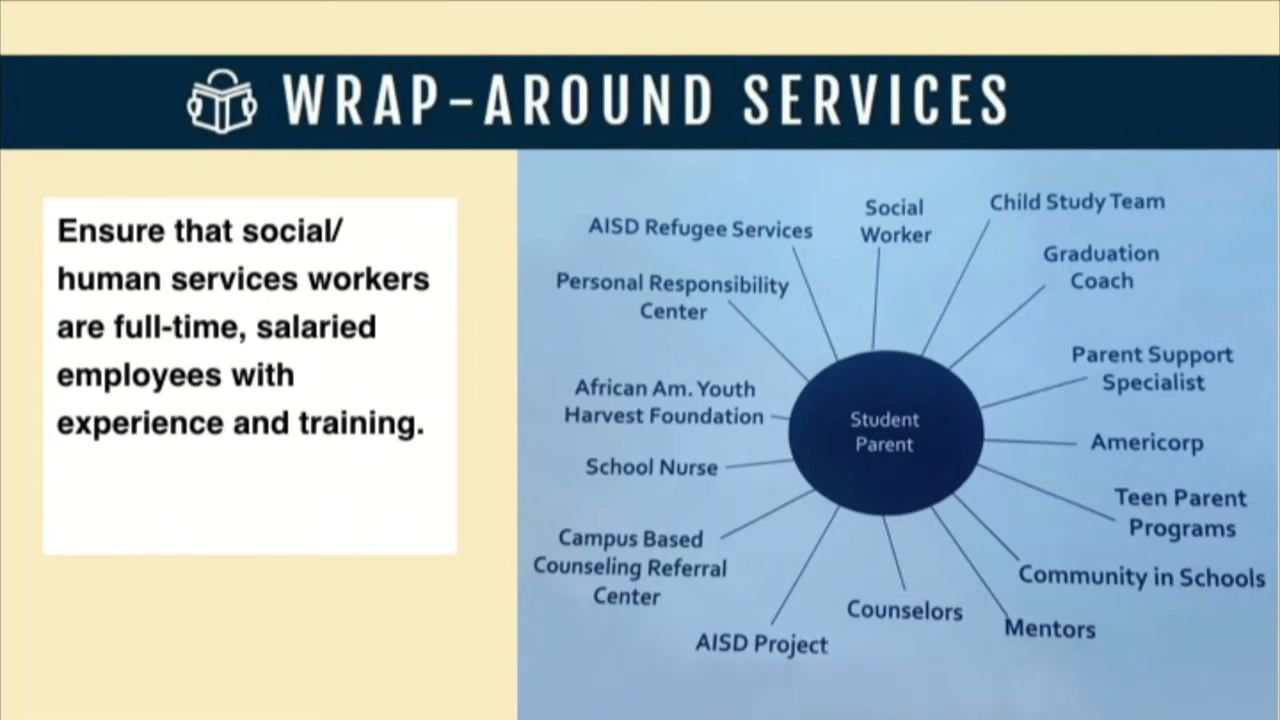 WRAP-AROUND SERVICES
Ensure that social/
human services workers
are full-time, salaried
employees with
experience and training.
AISD Refugee Services
Social
Worker
Child Study Team
Personal Responsibility
Center
Graduation
Coach
African Am. Youth
Harvest Foundation
Parent Support
Specialist
Student
Parent
School Nurse
Americorp
Campus Based
Counseling Referral
Center
Teen Parent
Programs
Community in Schools
AISD Project
Counselors
Mentors